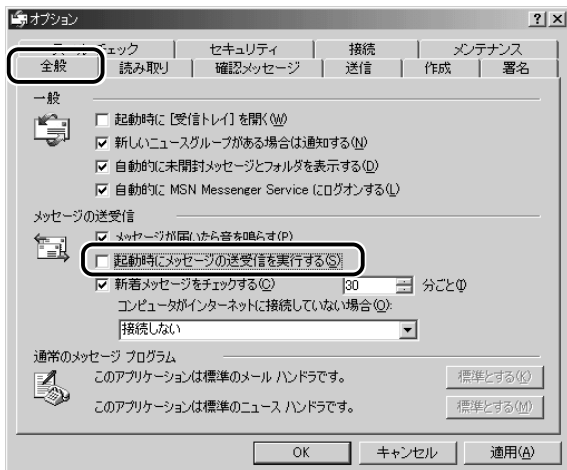 オプション
スペルチェック セキュリティ 接続 メンテナンス
全般 読み取り 確認メッセージ 送信 作成 署名
一般
起動時に [受信トレイ] を開く(W)
新しいニュースグループがある場合は通知する(N)
自動的に未開封メッセージとフォルダを表示する(D)
自動的に MSN Messenger Service にログオンする(L)
メッセージの送受信
メッセージが届いたら音を鳴らす(P)
起動時にメッセージの送受信を実行する(S)
新着メッセージをチェックする(C) 30 分ごと(I)
コンピュータがインターネットに接続していない場合(O):
接続しない
通常のメッセージ プログラム
このアプリケーションは標準のメール ハンドラです。 標準とする(K)
このアプリケーションは標準のニュース ハンドラです。 標準とする(M)
OK キャンセル 適用(A)